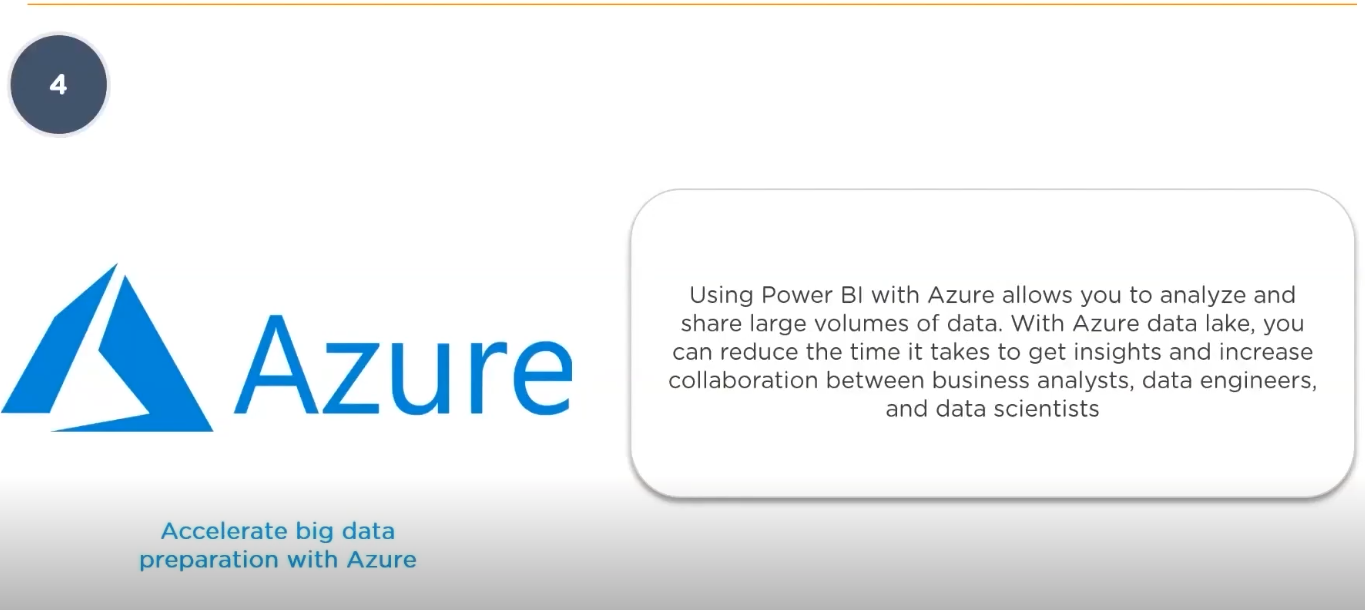 4
Azure
Using Power BI with Azure allows you to analyze and
share large volumes of data. With Azure data lake, you
can reduce the time it takes to get insights and increase
collaboration between business analysts, data engineers,
and data scientists
Accelerate big data
preparation with Azure